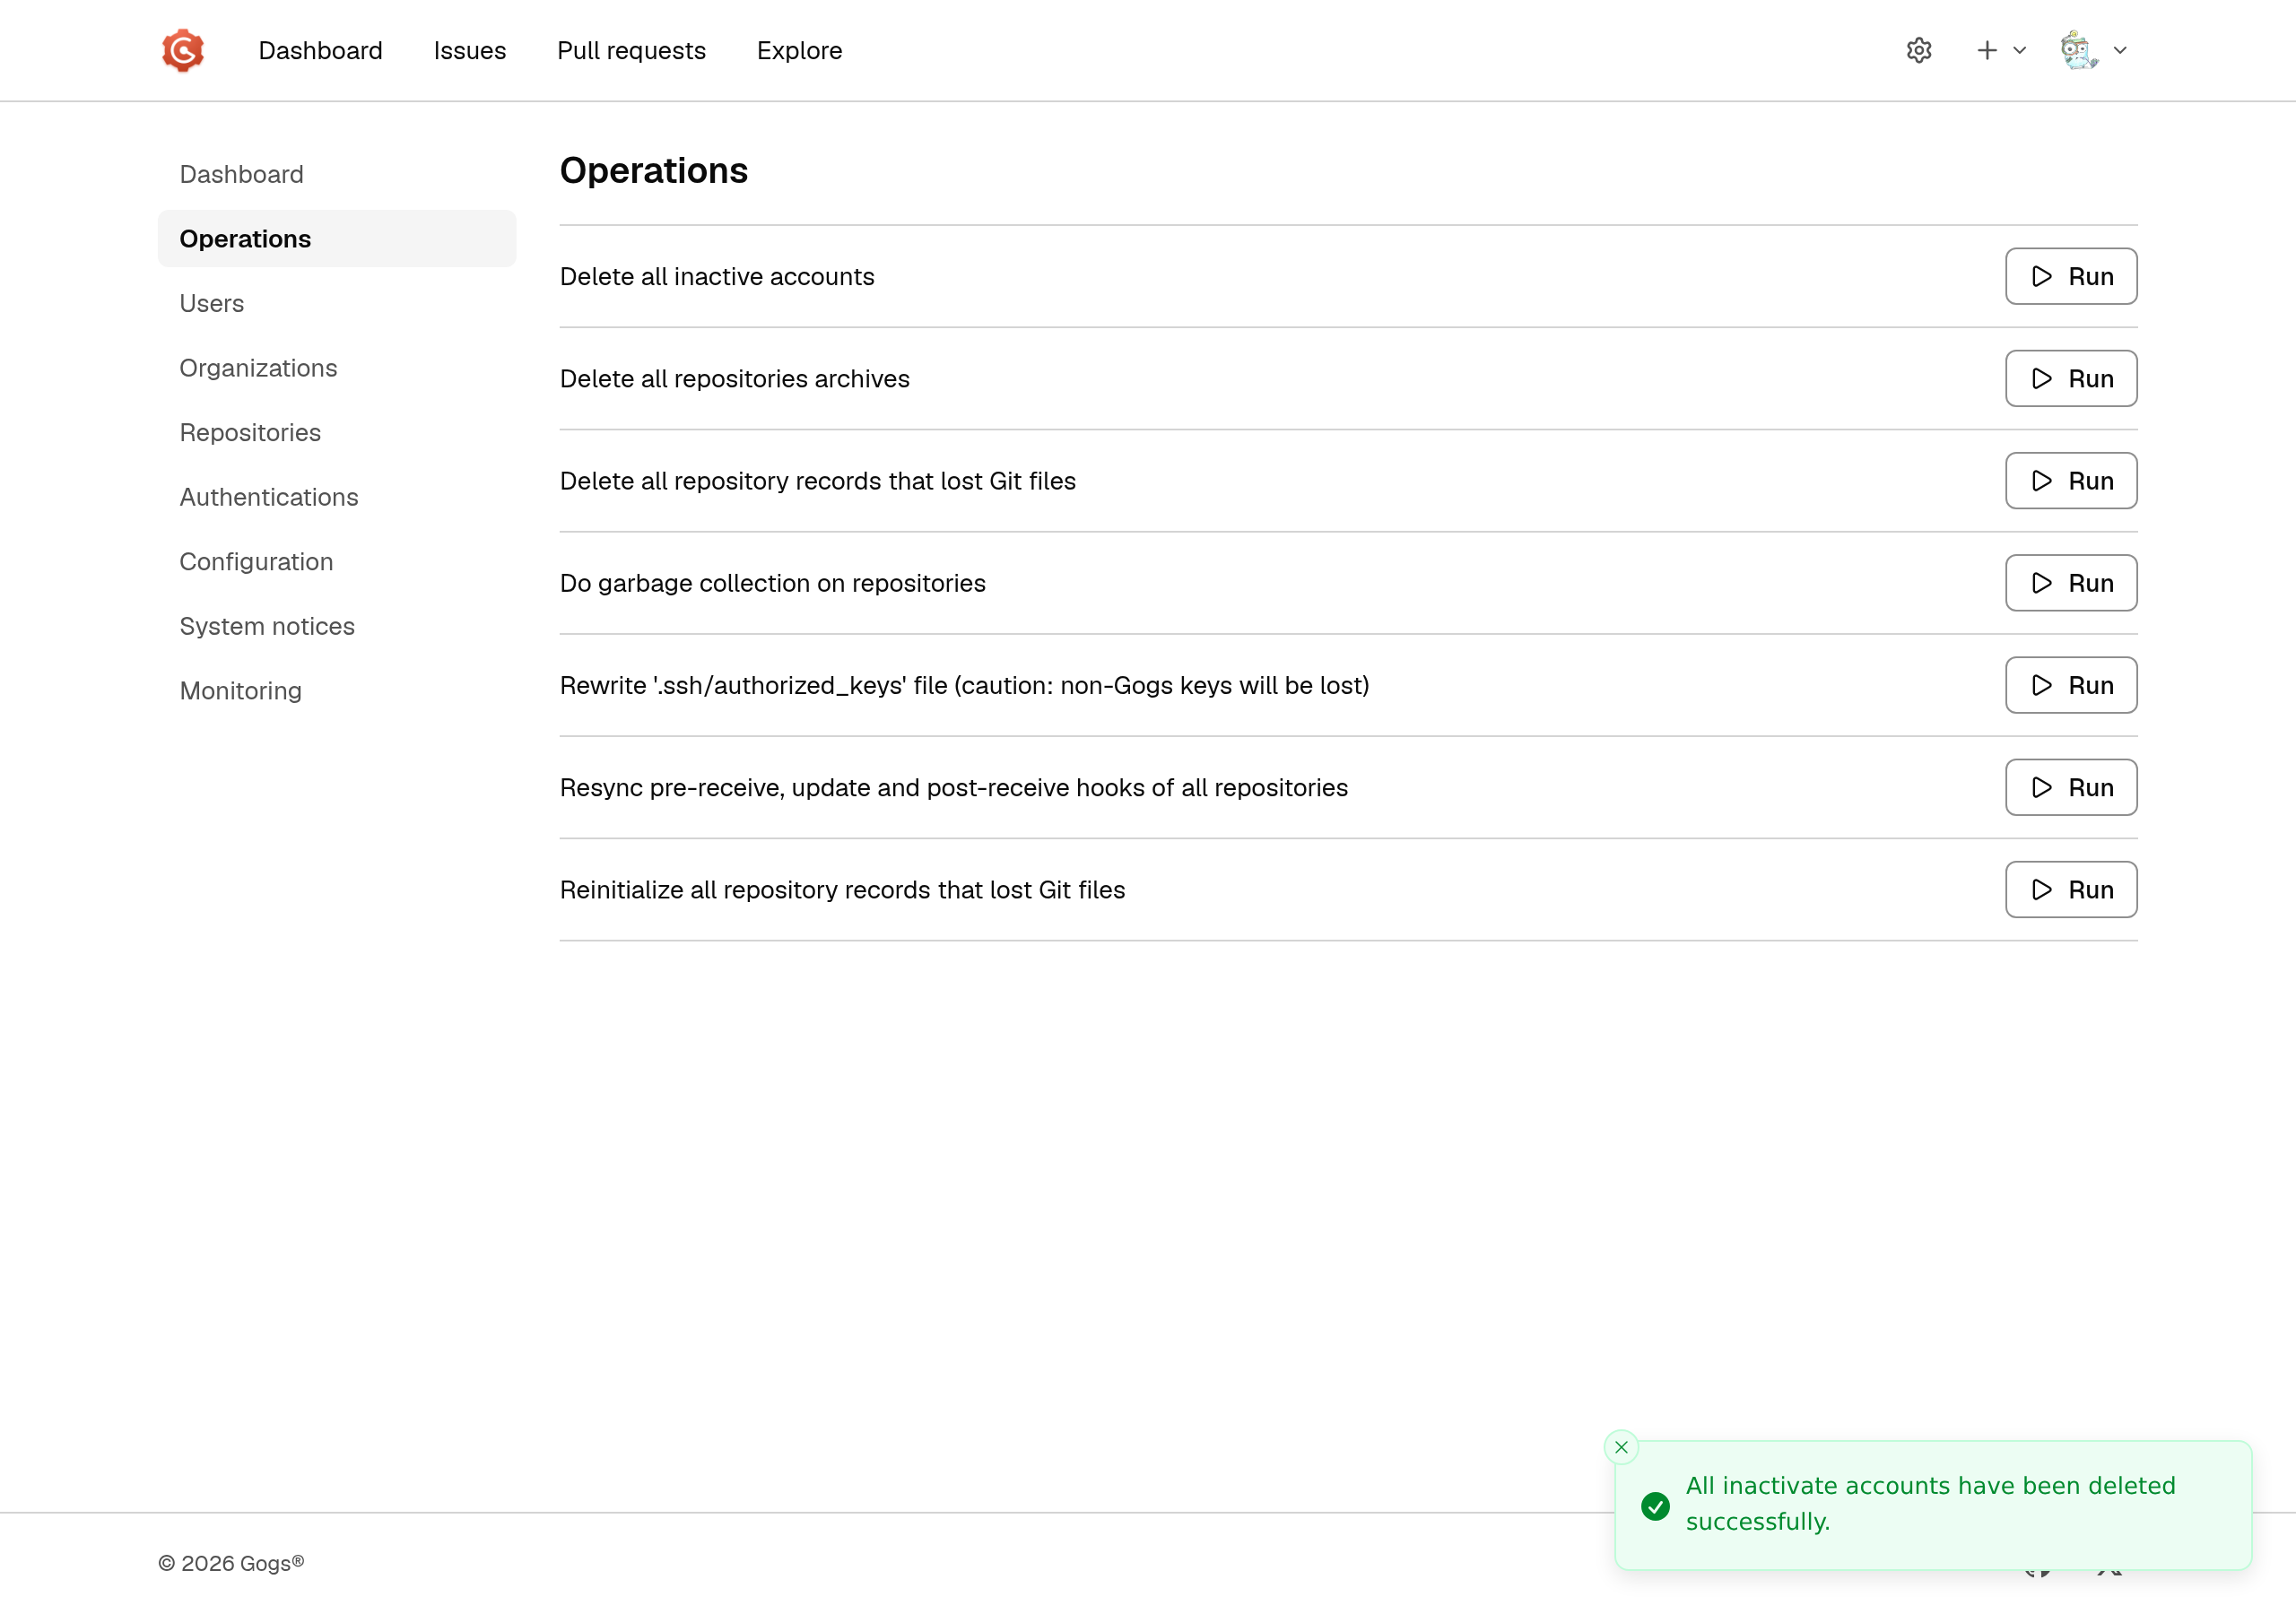 Dashboard Issues Pull requests Explore
Dashboard
Operations
Users
Organizations
Repositories
Authentications
Configuration
System notices
Monitoring
Operations
Delete all inactive accounts Run
Delete all repositories archives Run
Delete all repository records that lost Git files Run
Do garbage collection on repositories Run
Rewrite '.ssh/authorized_keys' file (caution: non-Gogs keys will be lost) Run
Resync pre-receive, update and post-receive hooks of all repositories Run
Reinitialize all repository records that lost Git files Run
All inactivate accounts have been deleted
successfully.
© 2026 Gogs®